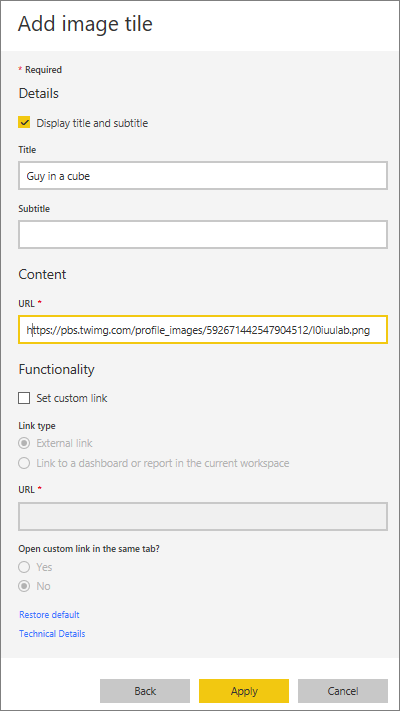 Add image tile
* Required
Details
Display title and subtitle
Title
Guy in a cube
Subtitle
Content
URL *
https://pbs.twimg.com/profile_images/592671442547904512/l0iuulab.png
Functionality
Set custom link
Link type
External link
Link to a dashboard or report in the current workspace
URL *
Open custom link in the same tab?
Yes
No
Restore default
Technical Details
Back Apply Cancel